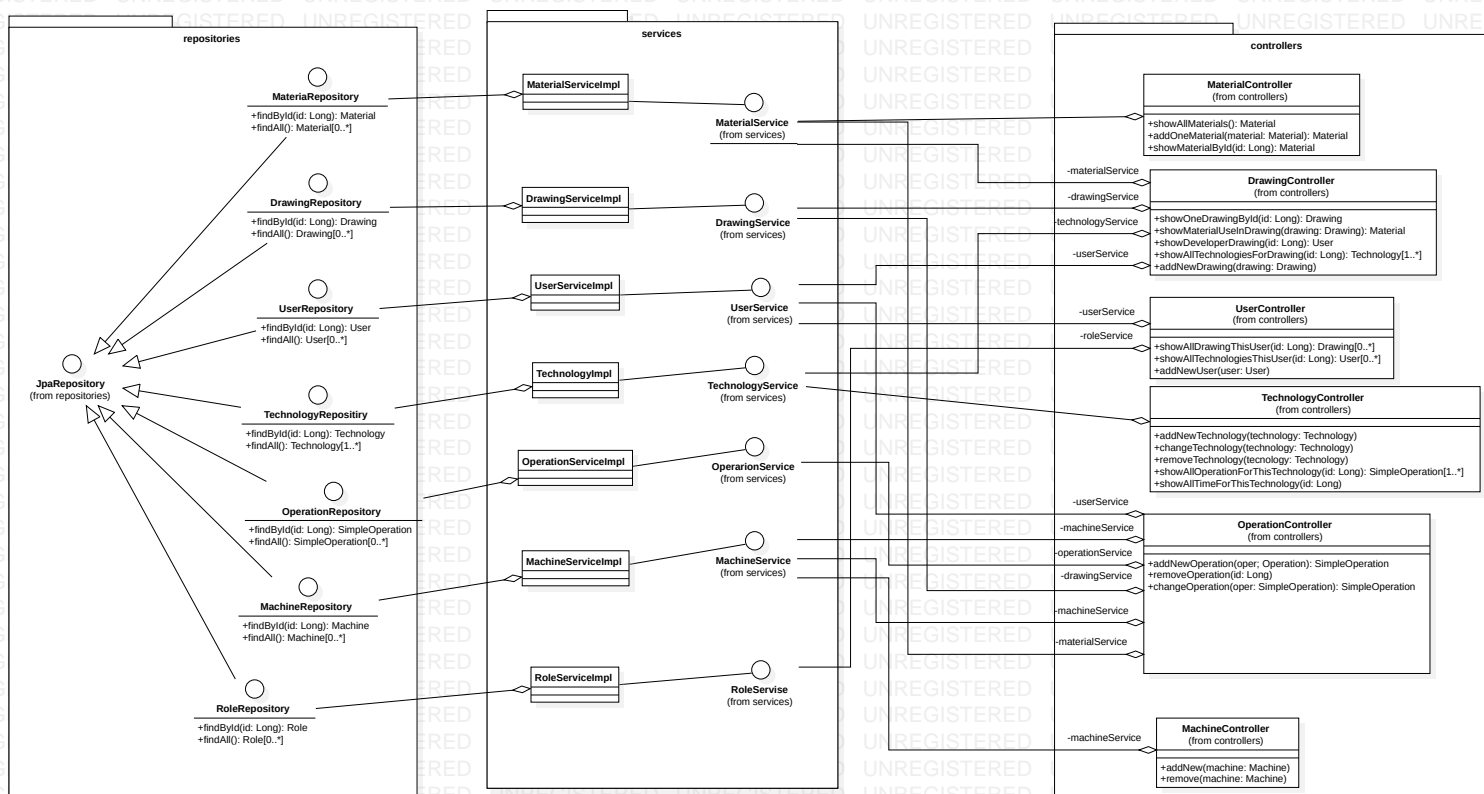 repositories
MateriaRepository
+findById(id: Long): Material
+findAll(): Material[0..*]
DrawingRepository
+findById(id: Long): Drawing
+findAll(): Drawing[0..*]
UserRepository
+findById(id: Long): User
+findAll(): User[0..*]
JpaRepository
(from repositories)
TechnologyRepositiry
+findById(id: Long): Technology
+findAll(): Technology[1..*]
OperationRepository
+findById(id: Long): SimpleOperation
+findAll(): SimpleOperation[0..*]
MachineRepository
+findById(id: Long): Machine
+findAll(): Machine[0..*]
RoleRepository
+findById(id: Long): Role
+findAll(): Role[0..*]
services
MaterialServiceImpl
MaterialService
(from services)
DrawingServiceImpl
DrawingService
(from services)
UserServiceImpl
UserService
(from services)
TechnologyImpl
TechnologyService
(from services)
OperationServiceImpl
OperarionService
(from services)
MachineServiceImpl
MachineService
(from services)
RoleServiceImpl
RoleServise
(from services)
controllers
MaterialController
(from controllers)
+showAllMaterials(): Material
+addOneMaterial(material: Material): Material
+showMaterialById(id: Long): Material
-materialService
-drawingService
-technologyService
-userService
DrawingController
(from controllers)
+showOneDrawingById(id: Long): Drawing
+showMaterialUseInDrawing(drawing: Drawing): Material
+showDeveloperDrawing(id: Long): User
+showAllTechnologiesForDrawing(id: Long): Technology[1..*]
+addNewDrawing(drawing: Drawing)
-userService
-roleService
UserController
(from controllers)
+showAllDrawingThisUser(id: Long): Drawing[0..*]
+showAllTechnologiesThisUser(id: Long): User[0..*]
+addNewUser(user: User)
TechnologyController
(from controllers)
+addNewTechnology(technology: Technology)
+changeTechnology(technology: Technology)
+removeTechnology(tecnology: Technology)
+showAllOperationForThisTechnology(id: Long): SimpleOperation[1..*]
+showAllTimeForThisTechnology(id: Long)
-userService
-machineService
-operationService
-drawingService
-machineService
-materialService
OperationController
(from controllers)
+addNewOperation(oper; Operation): SimpleOperation
+removeOperation(id: Long)
+changeOperation(oper: SimpleOperation): SimpleOperation
-machineService
MachineController
(from controllers)
+addNew(machine: Machine)
+remove(machine: Machine)
UNREGISTERED